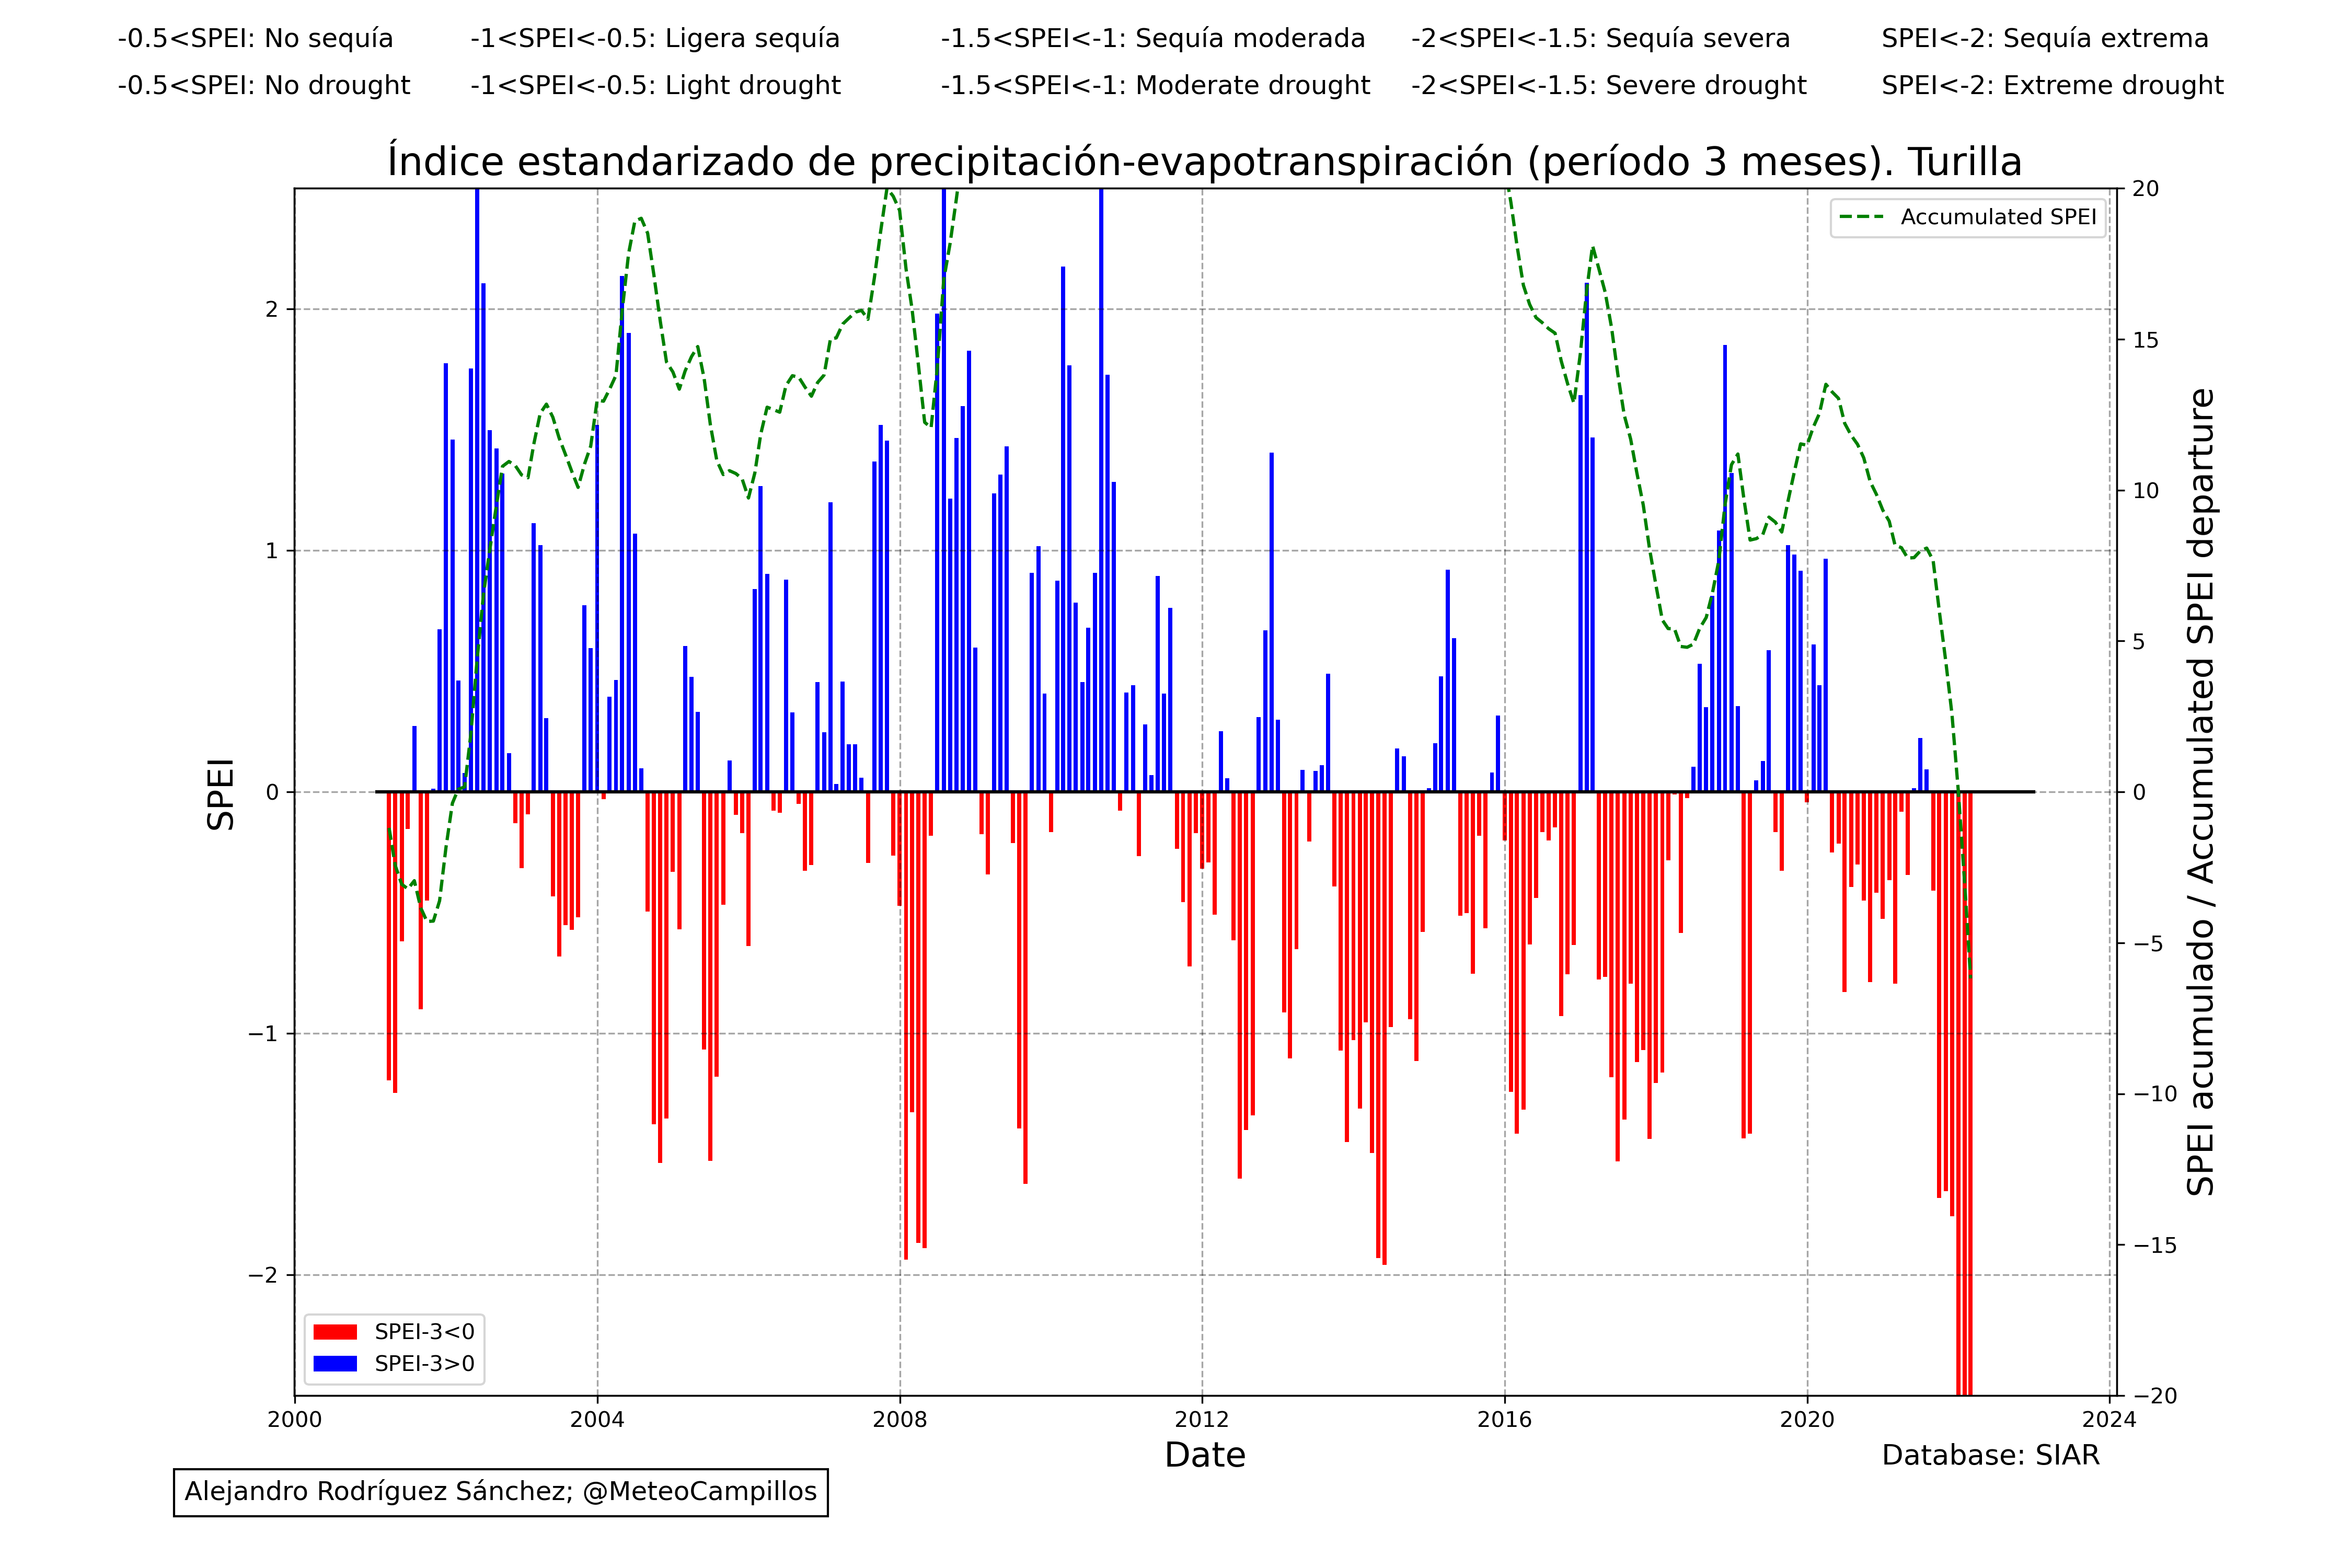 -0.5<SPEI: No sequía -1<SPEI<-0.5: Ligera sequía -1.5<SPEI<-1: Sequía moderada -2<SPEI<-1.5: Sequía severa SPEI<-2: Sequía extrema
-0.5<SPEI: No drought -1<SPEI<-0.5: Light drought -1.5<SPEI<-1: Moderate drought -2<SPEI<-1.5: Severe drought SPEI<-2: Extreme drought
Índice estandarizado de precipitación-evapotranspiración (período 3 meses). Turilla
Accumulated SPEI
2
1
0
−1
−2
SPEI
20
15
10
5
0
−5
−10
−15
−20
SPEI acumulado / Accumulated SPEI departure
SPEI-3<0
SPEI-3>0
2000 2004 2008 2012 2016 2020 2024
Date
Database: SIAR
Alejandro Rodríguez Sánchez; @MeteoCampillos